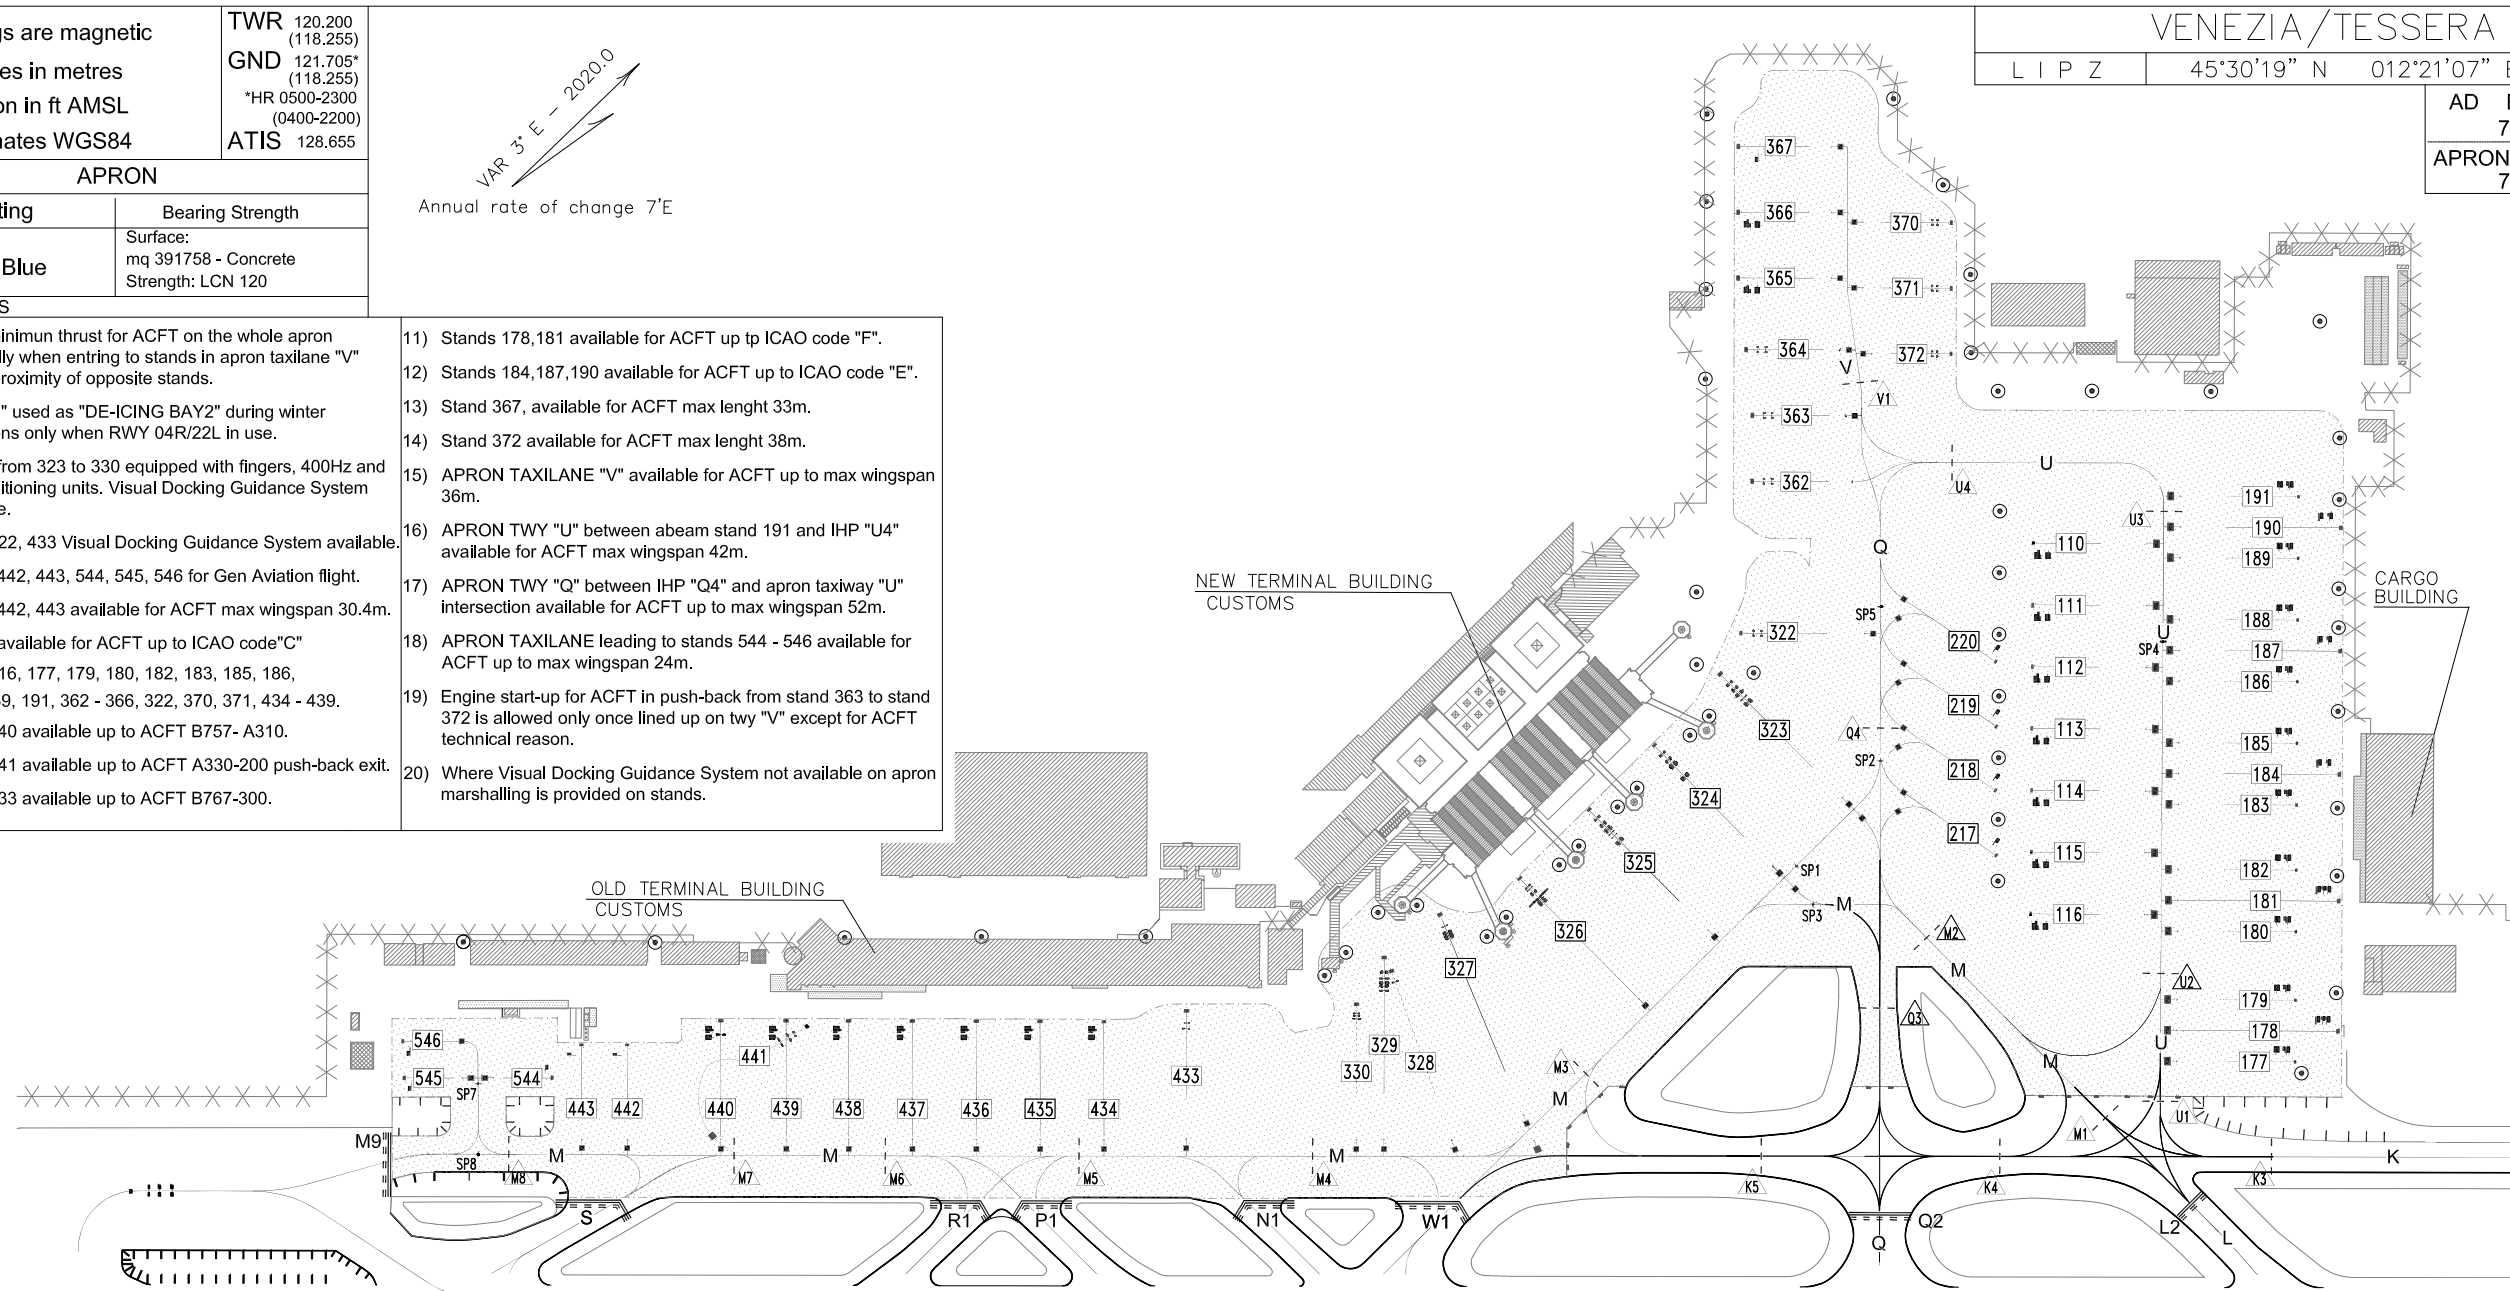 gs are magnetic
es in metres
on in ft AMSL
nates WGS84
TWR 120.200
(118.255)
GND 121.705*
(118.255)
*HR 0500-2300
(0400-2200)
ATIS 128.655
APRON
ting
Bearing Strength
Blue
Surface:
mq 391758 - Concrete
Strength: LCN 120
S
inimun thrust for ACFT on the whole apron
lly when entring to stands in apron taxilane "V"
roximity of opposite stands.
" used as "DE-ICING BAY2" during winter
ns only when RWY 04R/22L in use.
from 323 to 330 equipped with fingers, 400Hz and
itioning units. Visual Docking Guidance System
e.
22, 433 Visual Docking Guidance System available.
442, 443, 544, 545, 546 for Gen Aviation flight.
442, 443 available for ACFT max wingspan 30.4m.
available for ACFT up to ICAO code"C"
16, 177, 179, 180, 182, 183, 185, 186,
9, 191, 362 - 366, 322, 370, 371, 434 - 439.
40 available up to ACFT B757- A310.
41 available up to ACFT A330-200 push-back exit.
33 available up to ACFT B767-300.
11) Stands 178,181 available for ACFT up tp ICAO code "F".
12) Stands 184,187,190 available for ACFT up to ICAO code "E".
13) Stand 367, available for ACFT max lenght 33m.
14) Stand 372 available for ACFT max lenght 38m.
15) APRON TAXILANE "V" available for ACFT up to max wingspan
36m.
16) APRON TWY "U" between abeam stand 191 and IHP "U4"
available for ACFT max wingspan 42m.
17) APRON TWY "Q" between IHP "Q4" and apron taxiway "U"
intersection available for ACFT up to max wingspan 52m.
18) APRON TAXILANE leading to stands 544 - 546 available for
ACFT up to max wingspan 24m.
19) Engine start-up for ACFT in push-back from stand 363 to stand
372 is allowed only once lined up on twy "V" except for ACFT
technical reason.
20) Where Visual Docking Guidance System not available on apron
marshalling is provided on stands.
VAR 3° E - 2020.0
Annual rate of change 7'E
VENEZIA/TESSERA
L I P Z
45°30'19" N 012°21'07" E
AD
7
APRON
7
367
366
370
365
371
364
372
V
V1
363
362
U
U4
191
U3
190
110
189
Q
NEW TERMINAL BUILDING
CUSTOMS
CARGO
BUILDING
SP5
111
188
322
220
U
SP4
187
112
186
219
323
Q4
113
185
SP2
218
184
324
114
183
217
325
115
182
SP1
OLD TERMINAL BUILDING
CUSTOMS
M
SP3
181
116
326
M2
180
327
M
U2
179
Q3
178
546
441
329
U
328
330
M3
M
177
545
544
433
SP7
443
442
440
439
438
437
436
435
434
M
U1
M1
M9
SP8
M
M8
M
M7
M6
M5
M
M4
K
K5
K4
K3
S
R1
P1
N1
W1
Q2
Q
L2
L